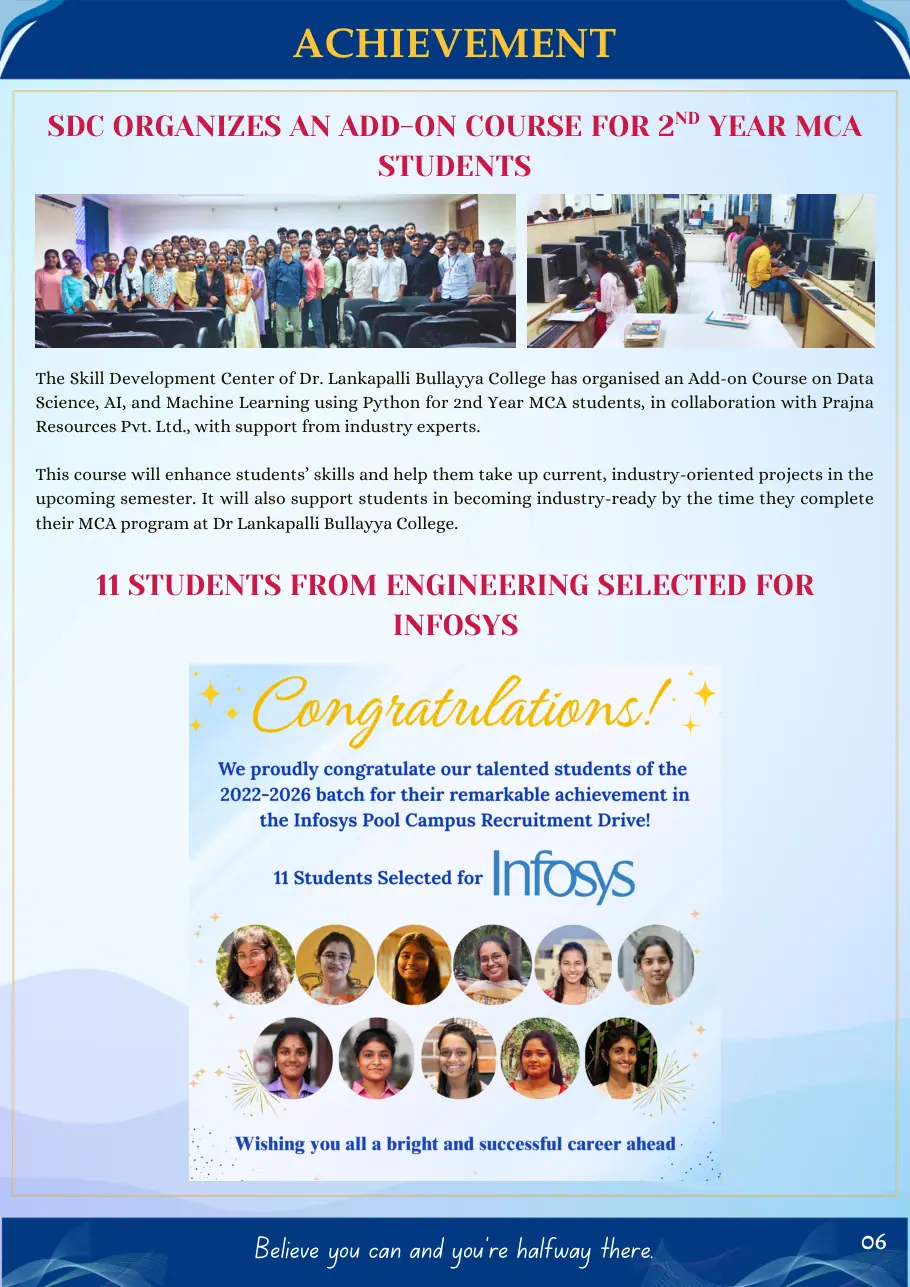 ACHIEVEMENT
SDC ORGANIZES AN ADD-ON COURSE FOR 2ND YEAR MCA
STUDENTS
The Skill Development Center of Dr. Lankapalli Bullayya College has organised an Add-on Course on Data
Science, AI, and Machine Learning using Python for 2nd Year MCA students, in collaboration with Prajna
Resources Pvt. Ltd., with support from industry experts.
This course will enhance students’ skills and help them take up current, industry-oriented projects in the
upcoming semester. It will also support students in becoming industry-ready by the time they complete
their MCA program at Dr Lankapalli Bullayya College.
11 STUDENTS FROM ENGINEERING SELECTED FOR
INFOSYS
Congratulations!
We proudly congratulate our talented students of the
2022-2026 batch for their remarkable achievement in
the Infosys Pool Campus Recruitment Drive!
11 Students Selected for Infosys
Wishing you all a bright and successful career ahead
Believe you can and you're halfway there.
06